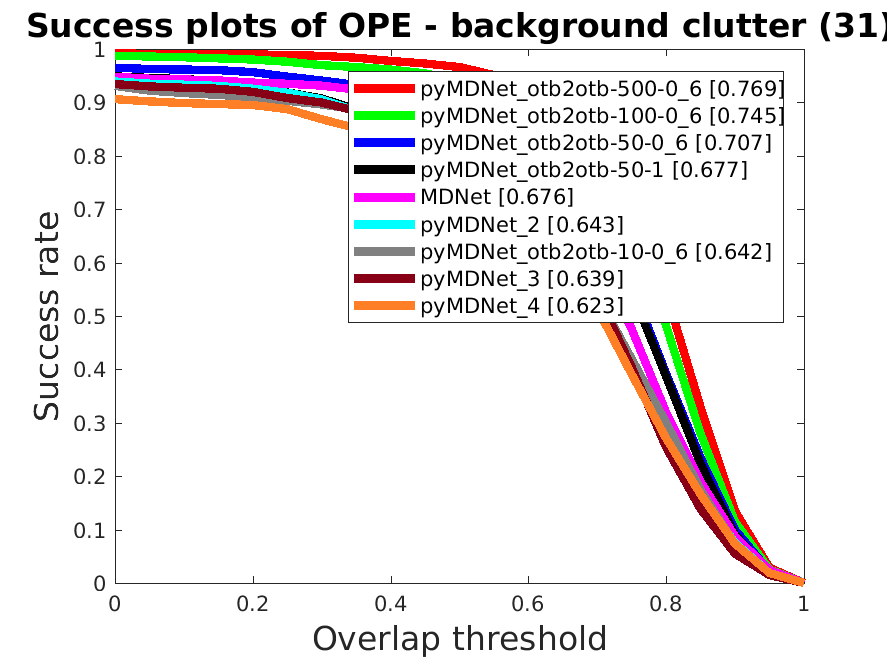 Success plots of OPE - background clutter (31)
1
0.9
0.8
0.7
0.6
0.5
0.4
0.3
0.2
0.1
0
Success rate
pyMDNet_otb2otb-500-0_6 [0.769]
pyMDNet_otb2otb-100-0_6 [0.745]
pyMDNet_otb2otb-50-0_6 [0.707]
pyMDNet_otb2otb-50-1 [0.677]
MDNet [0.676]
pyMDNet_2 [0.643]
pyMDNet_otb2otb-10-0_6 [0.642]
pyMDNet_3 [0.639]
pyMDNet_4 [0.623]
0 0.2 0.4 0.6 0.8 1
Overlap threshold